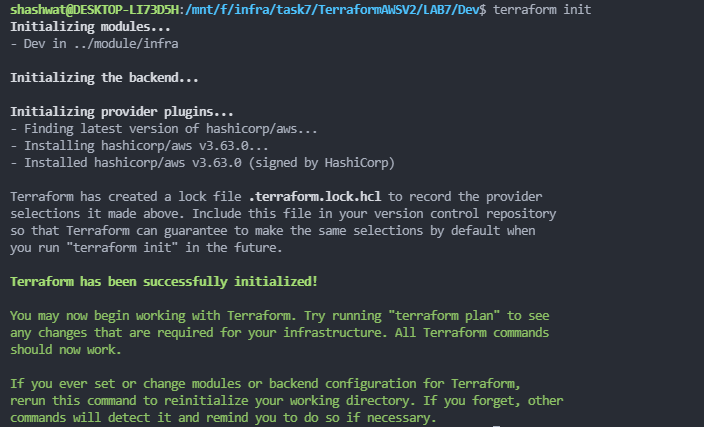 shashwat@DESKTOP-LI73D5H:/mnt/f/infra/task7/TerraformAWSV2/LAB7/Dev$ terraform init
Initializing modules...
- Dev in ../module/infra
Initializing the backend...
Initializing provider plugins...
- Finding latest version of hashicorp/aws...
- Installing hashicorp/aws v3.63.0...
- Installed hashicorp/aws v3.63.0 (signed by HashiCorp)
Terraform has created a lock file .terraform.lock.hcl to record the provider
selections it made above. Include this file in your version control repository
so that Terraform can guarantee to make the same selections by default when
you run "terraform init" in the future.
Terraform has been successfully initialized!
You may now begin working with Terraform. Try running "terraform plan" to see
any changes that are required for your infrastructure. All Terraform commands
should now work.
If you ever set or change modules or backend configuration for Terraform,
rerun this command to reinitialize your working directory. If you forget, other
commands will detect it and remind you to do so if necessary.